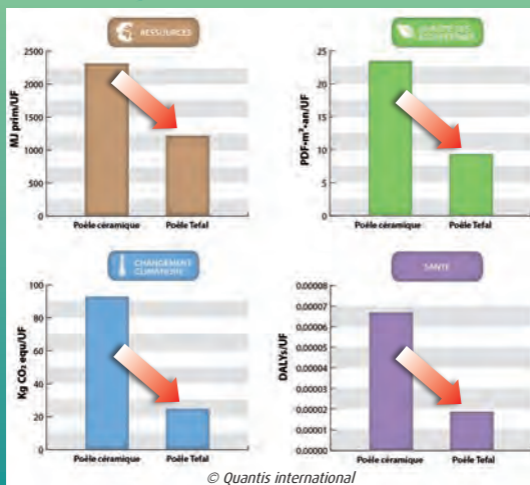 RESSOURCES
MJ prim/UF
2500
2000
1500
1000
500
0
Poêle céramique
Poêle Tefal
QUALITÉ DES
ÉCOSYSTÈMES
PDF•m²•an/UF
25
20
15
10
5
0
Poêle céramique
Poêle Tefal
CHANGEMENT
CLIMATIQUE
Kg CO₂ equ/UF
100
80
60
40
20
0
Poêle céramique
Poêle Tefal
SANTÉ
DALYs/UF
0.00008
0.00007
0.00006
0.00005
0.00004
0.00003
0.00002
0.00001
0.00001
Poêle céramique
Poêle Tefal
© Quantis international